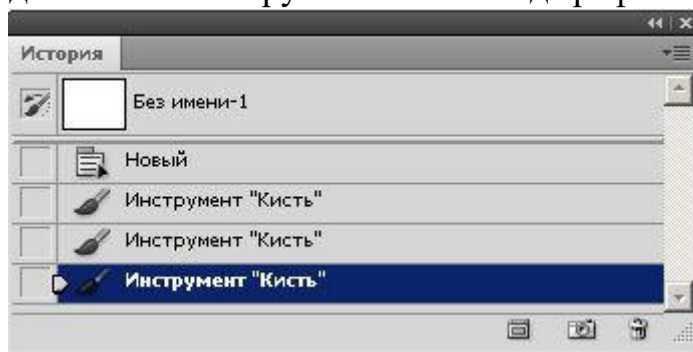 История
Без имени-1
Новый
Инструмент "Кисть"
Инструмент "Кисть"
Инструмент "Кисть"